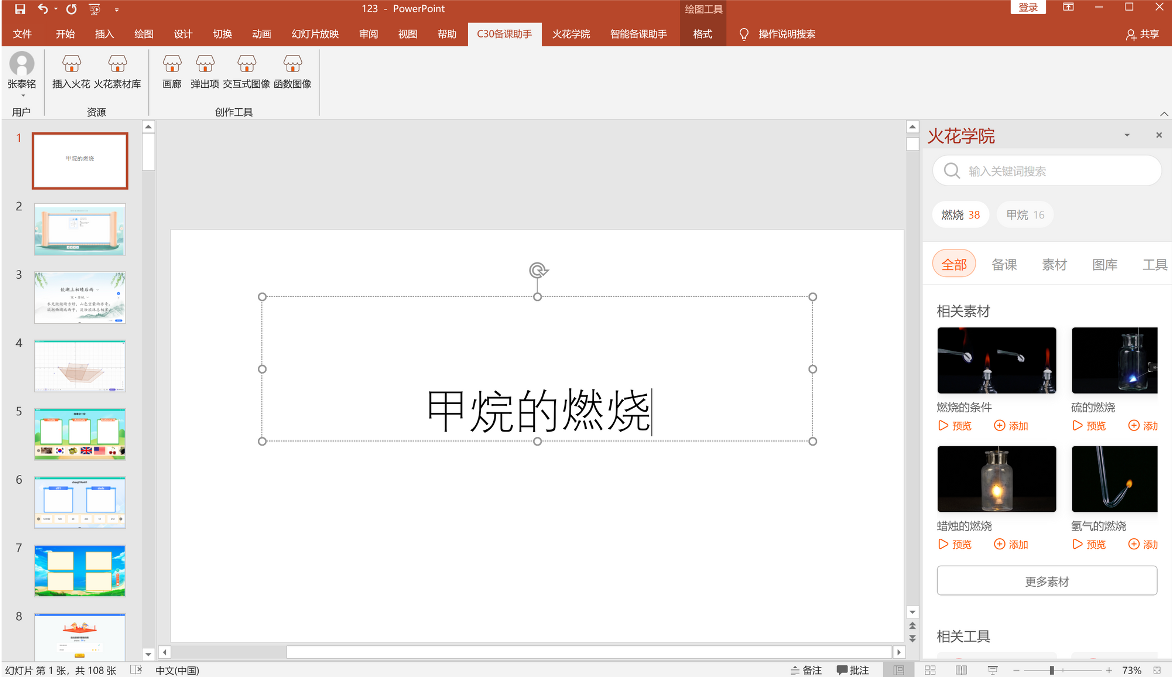 123 - PowerPoint
绘图工具
登录
文件 开始 插入 绘图 设计 切换 动画 幻灯片放映 审阅 视图 帮助 C30备课助手 火花学院 智能备课助手 格式 操作说明搜索 共享
张泰铭 插入火花 火花素材库 画廊 弹出项 交互式图像 函数图像
用户 资源 创作工具
1
甲烷的燃烧
2
3
4
5
6
7
8
甲烷的燃烧
火花学院
输入关键词搜索
燃烧 38 甲烷 16
全部 备课 素材 图库 工具
相关素材
燃烧的条件 硫的燃烧
预览 添加 预览 添加
蜡烛的燃烧 氢气的燃烧
预览 添加 预览 添加
更多素材
相关工具
幻灯片 第 1 张，共 108 张 中文(中国) 备注 批注 73%